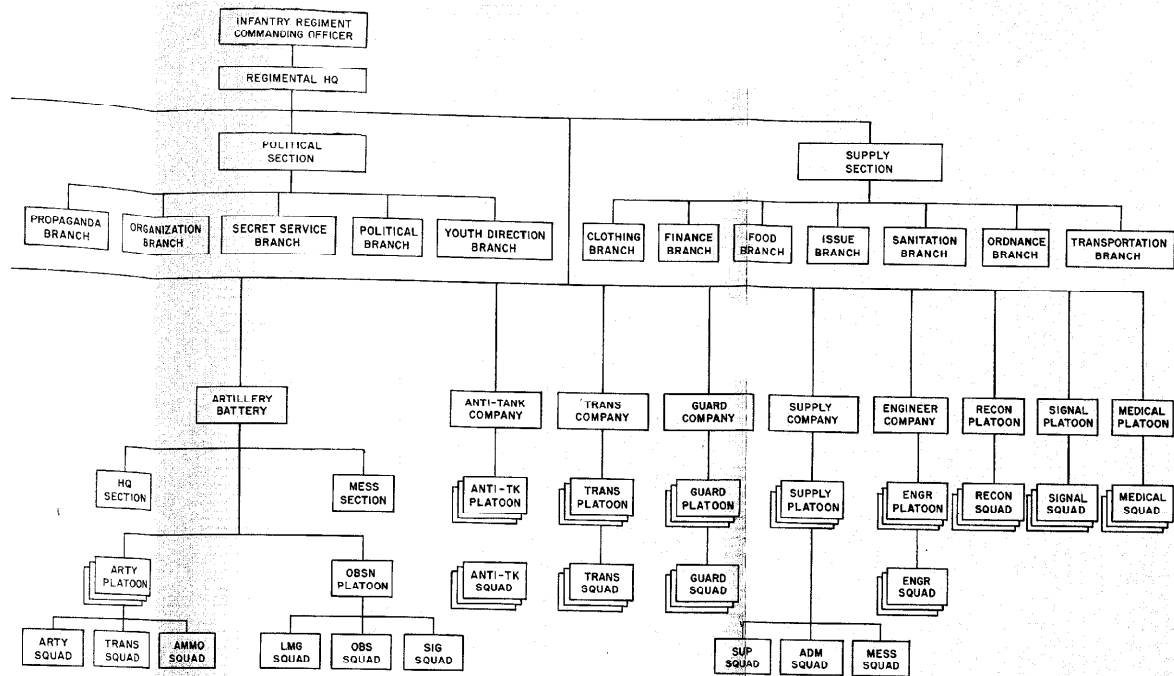 INFANTRY REGIMENT
COMMANDING OFFICER
REGIMENTAL HQ
POLITICAL
SECTION
SUPPLY
SECTION
PROPAGANDA
BRANCH
ORGANIZATION
BRANCH
SECRET SERVICE
BRANCH
POLITICAL
BRANCH
YOUTH DIRECTION
BRANCH
CLOTHING
BRANCH
FINANCE
BRANCH
FOOD
BRANCH
ISSUE
BRANCH
SANITATION
BRANCH
ORDNANCE
BRANCH
TRANSPORTATION
BRANCH
ARTILLERY
BATTERY
ANTI-TANK
COMPANY
TRANS
COMPANY
GUARD
COMPANY
SUPPLY
COMPANY
ENGINEER
COMPANY
RECON
PLATOON
SIGNAL
PLATOON
MEDICAL
PLATOON
HQ
SECTION
MESS
SECTION
ANTI-TK
PLATOON
TRANS
PLATOON
GUARD
PLATOON
SUPPLY
PLATOON
ENGR
PLATOON
RECON
SQUAD
SIGNAL
SQUAD
MEDICAL
SQUAD
ARTY
PLATOON
OBSN
PLATOON
ANTI-TK
SQUAD
TRANS
SQUAD
GUARD
SQUAD
ENGR
SQUAD
ARTY
SQUAD
TRANS
SQUAD
AMMO
SQUAD
LMG
SQUAD
OBS
SQUAD
SIG
SQUAD
SUP
SQUAD
ADM
SQUAD
MESS
SQUAD